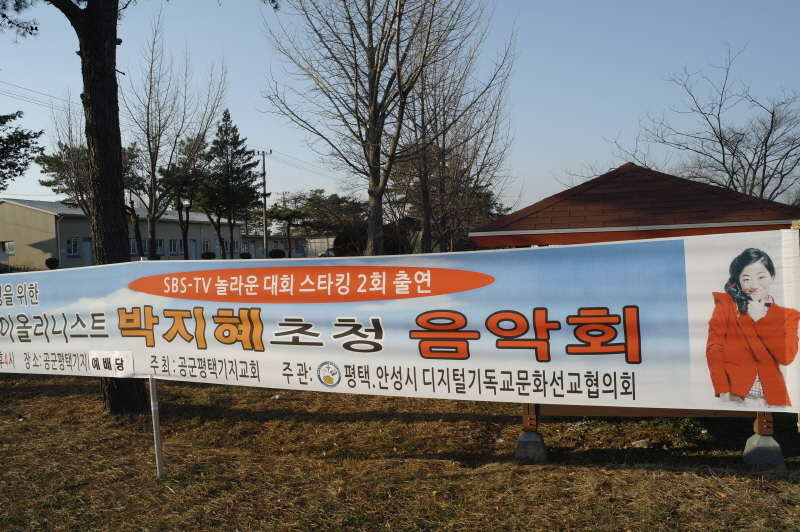 SBS-TV 놀라운 대회 스타킹 2회 출연
을 위한
이올리니스트 박지혜 초청 음악회
4시 장소:공군평택기지 예배당 주최:공군평택기지교회 주관: 평택.안성시 디지털기독교문화선교협의회